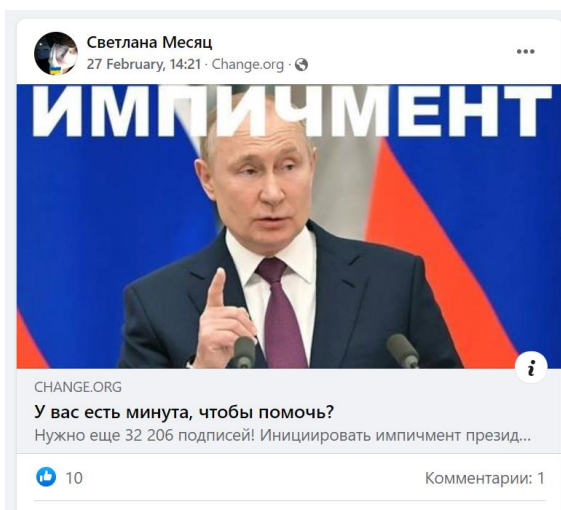 Светлана Месяц
27 February, 14:21 · Change.org ·
ИМПИЧМЕНТ
CHANGE.ORG
У вас есть минута, чтобы помочь?
Нужно еще 32 206 подписей! Инициировать импичмент презид...
10
Комментарии: 1